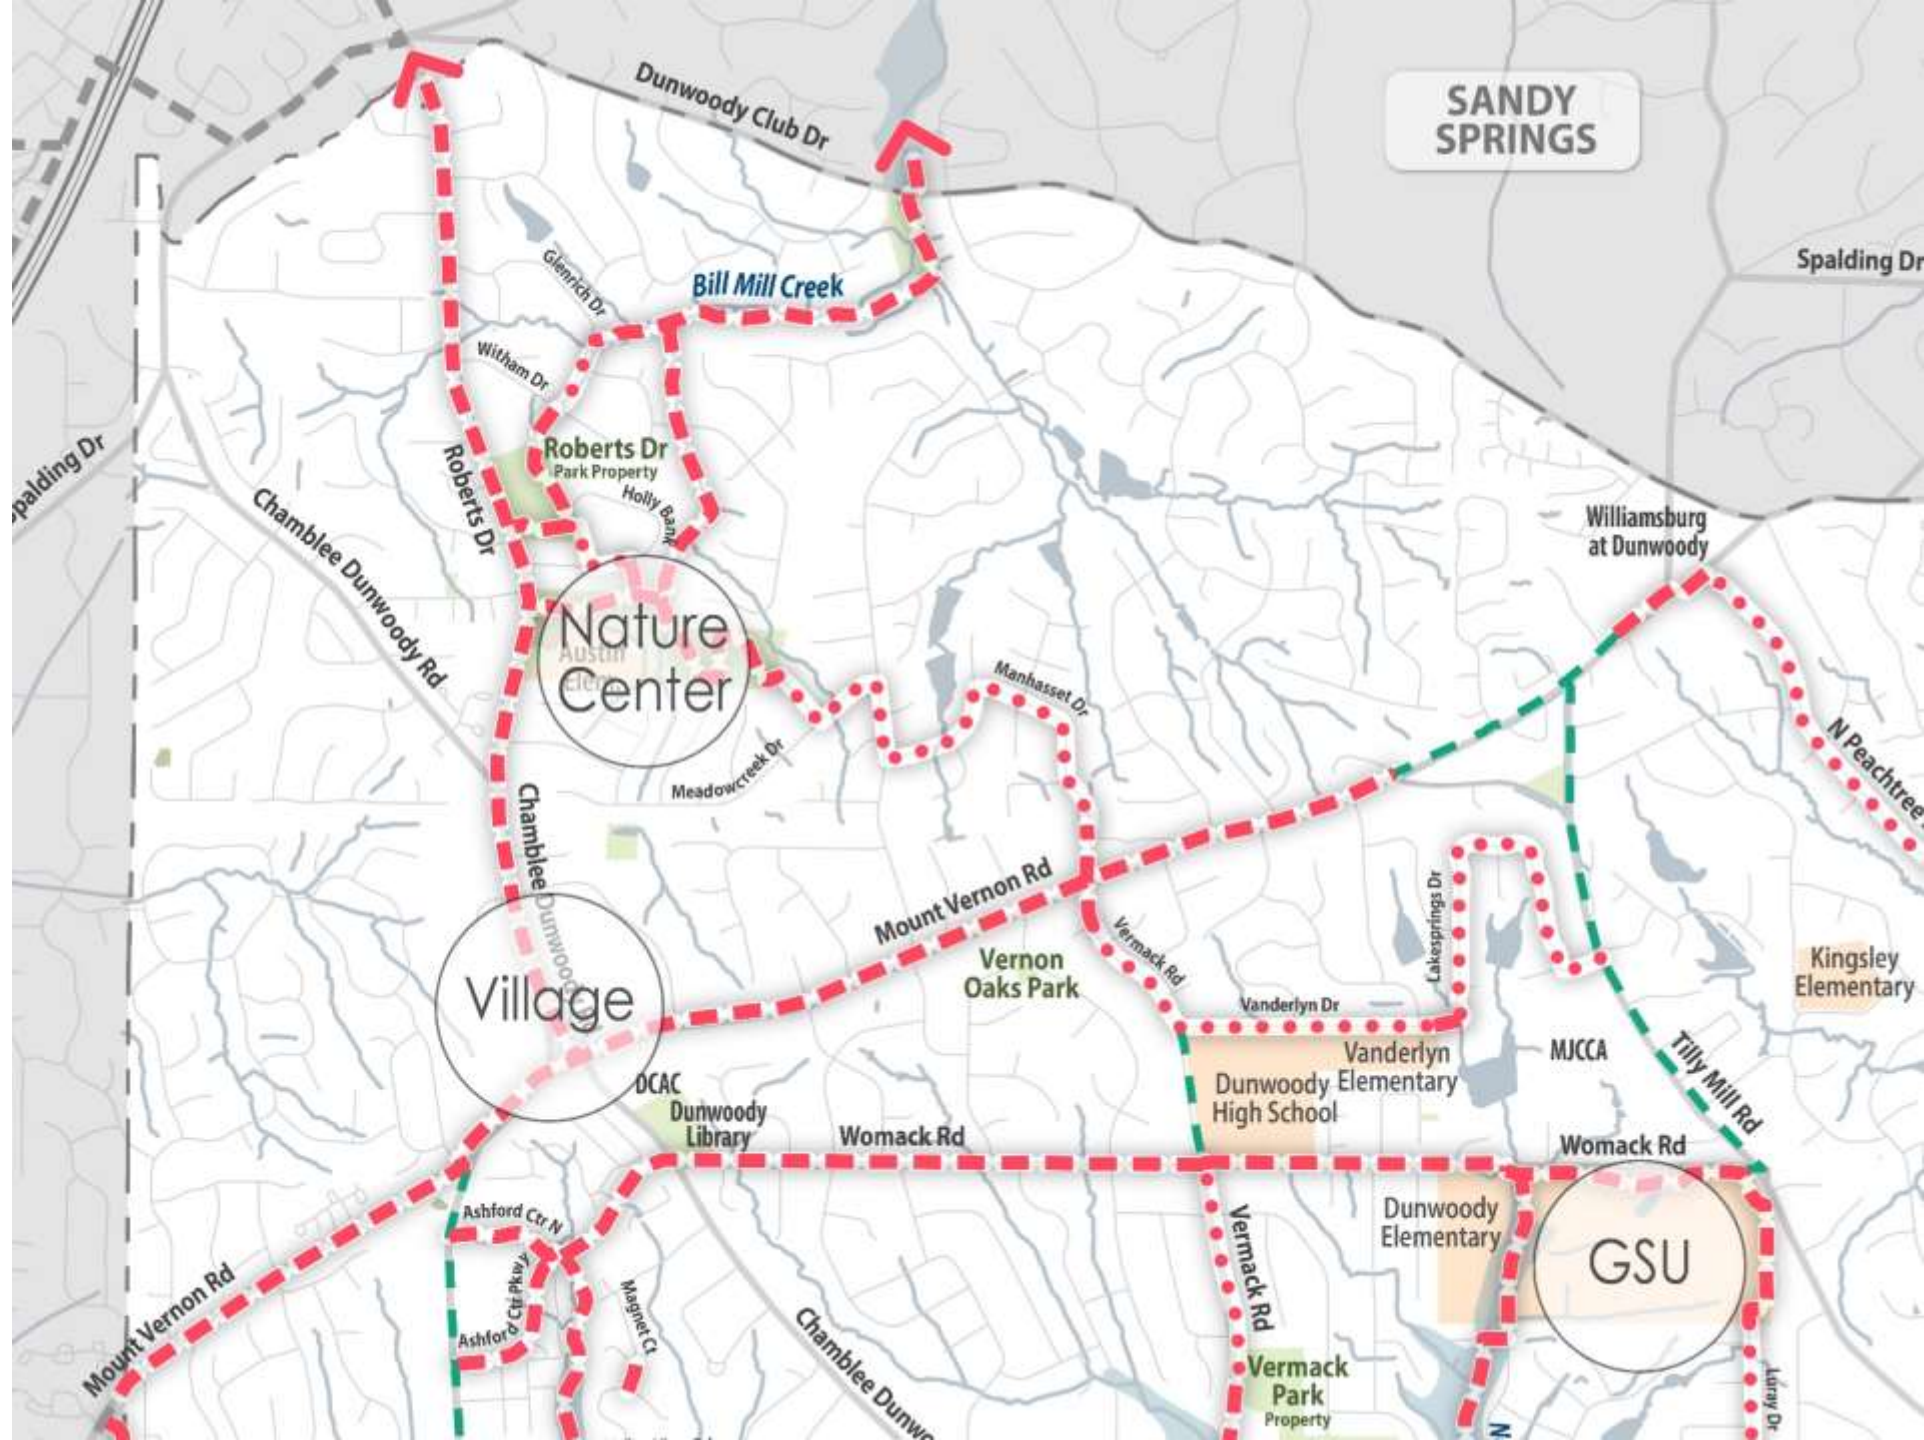 Dunwoody Club Dr
SANDY
SPRINGS
Spalding Dr
Glenrich Dr
Bill Mill Creek
Witham Dr
Roberts Dr
Park Property
Spalding Dr
Roberts Dr
Holly Bank
Chamblee Dunwoody Rd
Williamsburg
at Dunwoody
Nature
Center
Austin
Elem
Manhasset Dr
Meadowcreek Dr
N Peachtree
Chamblee Dunwoody
Mount Vernon Rd
Vermack Rd
Lakesprings Dr
Vernon
Oaks Park
Kingsley
Elementary
Village
Vanderlyn Dr
Vanderlyn
Elementary
MJCCA
Tilly Mill Rd
DCAC
Dunwoody
Library
Dunwoody
High School
Womack Rd
Womack Rd
Ashford Ctr N
Dunwoody
Elementary
GSU
Vermack Rd
Ashford Ctr Pkwy
Magnet Ct
Mount Vernon Rd
Chamblee Dunwo
Vermack
Park
Property
Luray Dr
N